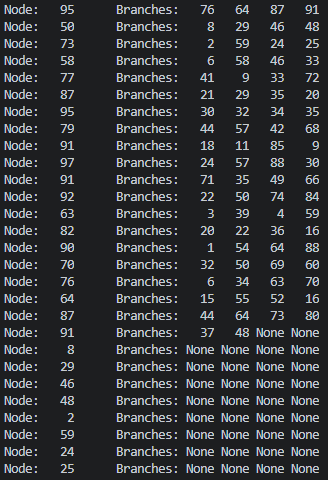 Node: 95 Branches: 76 64 87 91
Node: 50 Branches: 8 29 46 48
Node: 73 Branches: 2 59 24 25
Node: 58 Branches: 6 58 46 33
Node: 77 Branches: 41 9 33 72
Node: 87 Branches: 21 29 35 20
Node: 95 Branches: 30 32 34 35
Node: 79 Branches: 44 57 42 68
Node: 91 Branches: 18 11 85 9
Node: 97 Branches: 24 57 88 30
Node: 91 Branches: 71 35 49 66
Node: 92 Branches: 22 50 74 84
Node: 63 Branches: 3 39 4 59
Node: 82 Branches: 20 22 36 16
Node: 90 Branches: 1 54 64 88
Node: 70 Branches: 32 50 69 60
Node: 76 Branches: 6 34 63 70
Node: 64 Branches: 15 55 52 16
Node: 87 Branches: 44 64 73 80
Node: 91 Branches: 37 48 None None
Node: 8 Branches: None None None None
Node: 29 Branches: None None None None
Node: 46 Branches: None None None None
Node: 48 Branches: None None None None
Node: 2 Branches: None None None None
Node: 59 Branches: None None None None
Node: 24 Branches: None None None None
Node: 25 Branches: None None None None